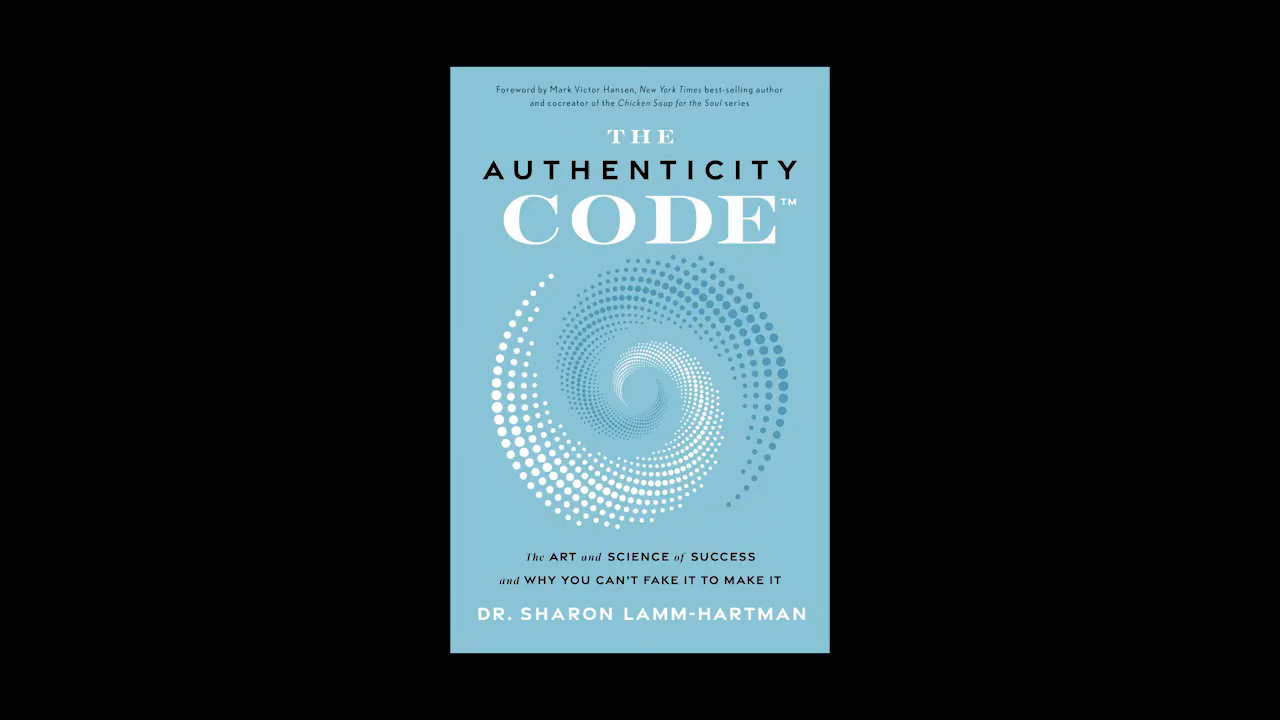 Foreword by Mark Victor Hansen, New York Times best-selling author
and cocreator of the Chicken Soup for the Soul series
THE
AUTHENTICITY
CODE™
The ART and SCIENCE of SUCCESS
and WHY YOU CAN'T FAKE IT TO MAKE IT
DR. SHARON LAMM-HARTMAN